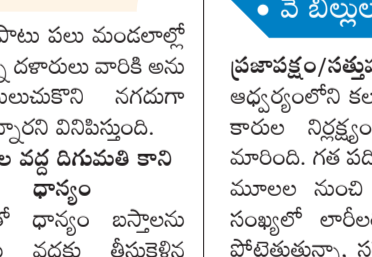 పాటు పలు మండలాల్లో
దళారులు వారికి అను
నగదుగా
వినిపిస్తుంది.
వద్ద దిగుమతి కాని
ధాన్యం
ధాన్యం బస్తాలను
వద్దకు తీసుకెళ్లిన
• వే బిల్లుల
ప్రజాపక్షం/సత్తుప
ఆధ్వర్యంలోని కల
కారుల నిర్లక్ష్యం
మారింది. గత పది
మూలల నుంచి
సంఖ్యలో లారీల
పోటెత్తుతున్నా, స